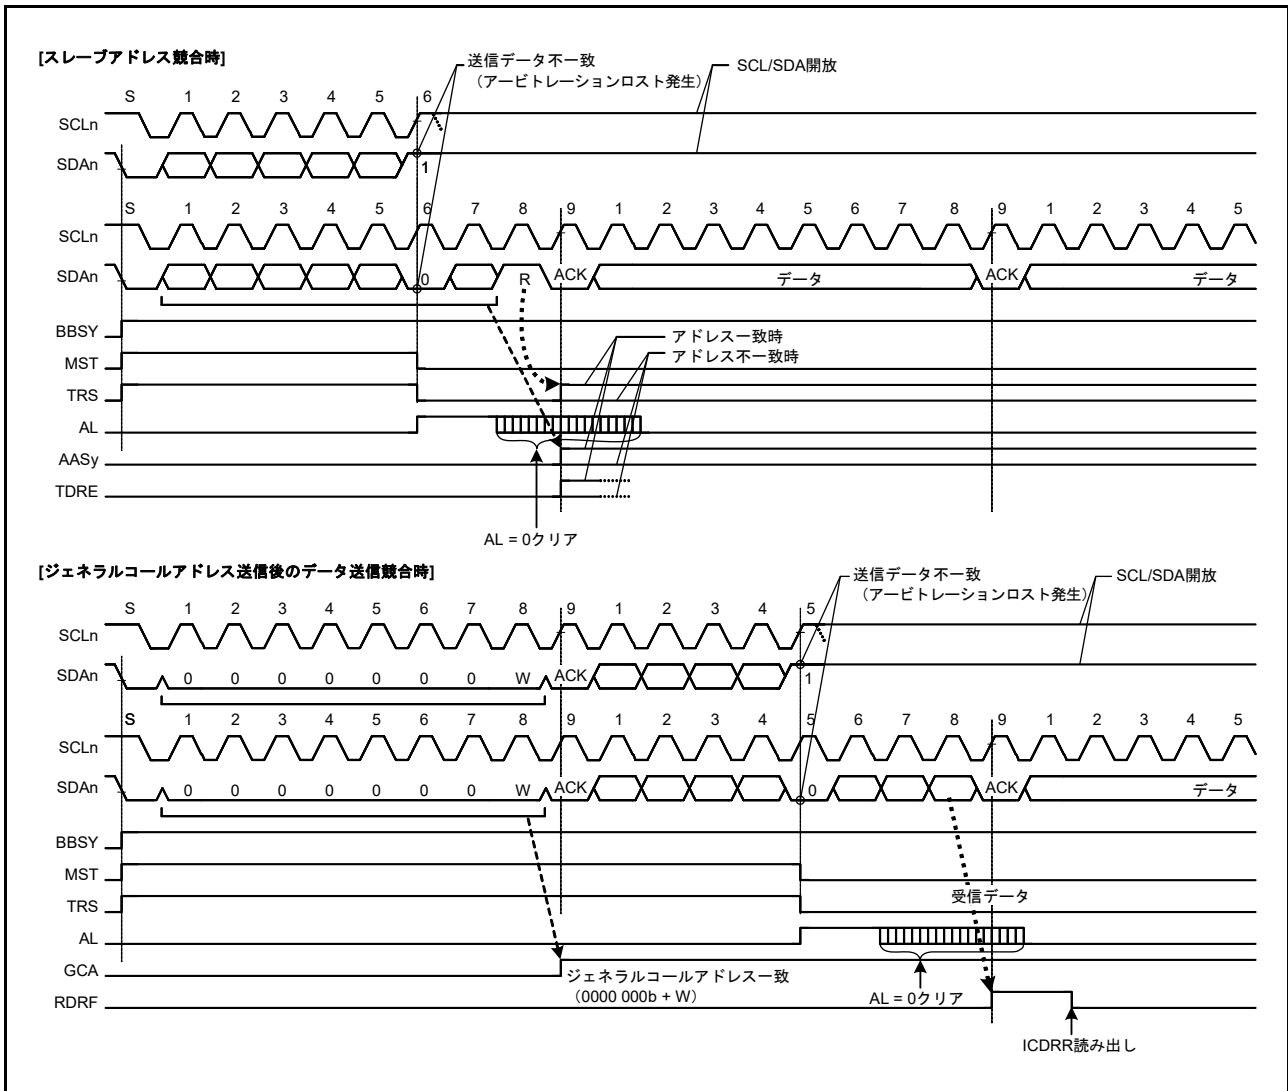 [スレーブアドレス競合時]
送信データ不一致
（アービトレーションロスト発生）
SCL/SDA開放
S 1 2 3 4 5 6
SCLn
SDAn
1
S 1 2 3 4 5 6 7 8 9 1 2 3 4 5 6 7 8 9 1 2 3 4 5
SCLn
SDAn 0 R ACK データ ACK データ
BBSY
アドレス一致時
MST
アドレス不一致時
TRS
AL
AASy
TDRE
AL = 0クリア
[ジェネラルコールアドレス送信後のデータ送信競合時]
送信データ不一致
（アービトレーションロスト発生）
SCL/SDA開放
S 1 2 3 4 5 6 7 8 9 1 2 3 4 5
SCLn
SDAn 0 0 0 0 0 0 0 W ACK 1
S 1 2 3 4 5 6 7 8 9 1 2 3 4 5 6 7 8 9 1 2 3 4 5
SCLn
SDAn 0 0 0 0 0 0 0 W ACK 0 ACK データ
BBSY
MST
受信データ
TRS
AL
GCA
ジェネラルコールアドレス一致
（0000 000b + W）
AL = 0クリア
RDRF
ICDRR読み出し